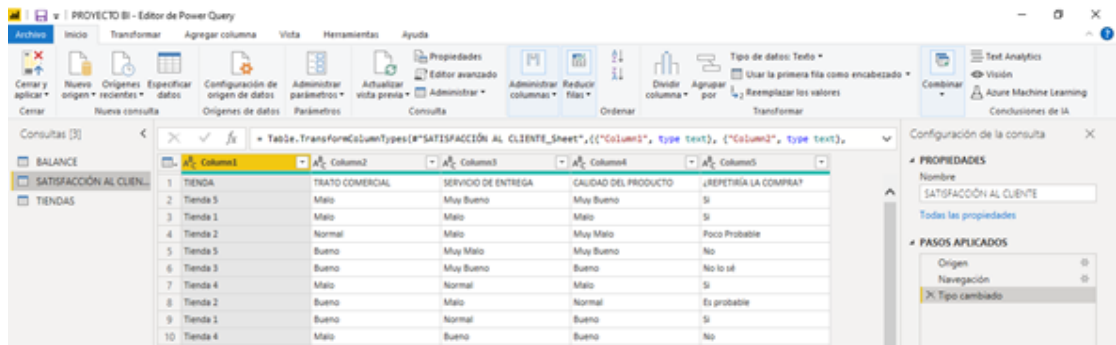 PROYECTO BI - Editor de Power Query
Archivo Inicio Transformar Agregar columna Vista Herramientas Ayuda
Cerrar y aplicar
Cerrar
Nuevo origen
Orígenes recientes
Especificar datos
Nueva consulta
Configuración de origen de datos
Orígenes de datos
Administrar parámetros
Parámetros
Actualizar vista previa
Propiedades
Editor avanzado
Administrar
Consulta
Administrar columnas
Reducir filas
Ordenar
Dividir columna
Agrupar por
Tipo de datos: Texto
Usar la primera fila como encabezado
Reemplazar los valores
Transformar
Combinar
Text Analytics
Visión
Azure Machine Learning
Conclusiones de IA
Consultas [3]
BALANCE
SATISFACCIÓN AL CLIEN...
TIENDAS
fx = Table.TransformColumnTypes(#"SATISFACCIÓN AL CLIENTE_Sheet",{{"Column1", type text}, {"Column2", type text},
Column1 Column2 Column3 Column4 Column5
1 TIENDA TRATO COMERCIAL SERVICIO DE ENTREGA CALIDAD DEL PRODUCTO ¿REPETIRÍA LA COMPRA?
2 Tienda 5 Malo Muy Bueno Muy Bueno Si
3 Tienda 1 Malo Malo Malo Si
4 Tienda 2 Normal Malo Muy Malo Poco Probable
5 Tienda 5 Bueno Muy Malo Muy Bueno No
6 Tienda 3 Bueno Muy Bueno Bueno No lo sé
7 Tienda 4 Malo Normal Malo Si
8 Tienda 2 Bueno Malo Normal Es probable
9 Tienda 1 Bueno Normal Bueno Si
10 Tienda 4 Malo Bueno Bueno No
Configuración de la consulta
PROPIEDADES
Nombre
SATISFACCIÓN AL CLIENTE
Todas las propiedades
PASOS APLICADOS
Origen
Navegación
Tipo cambiado